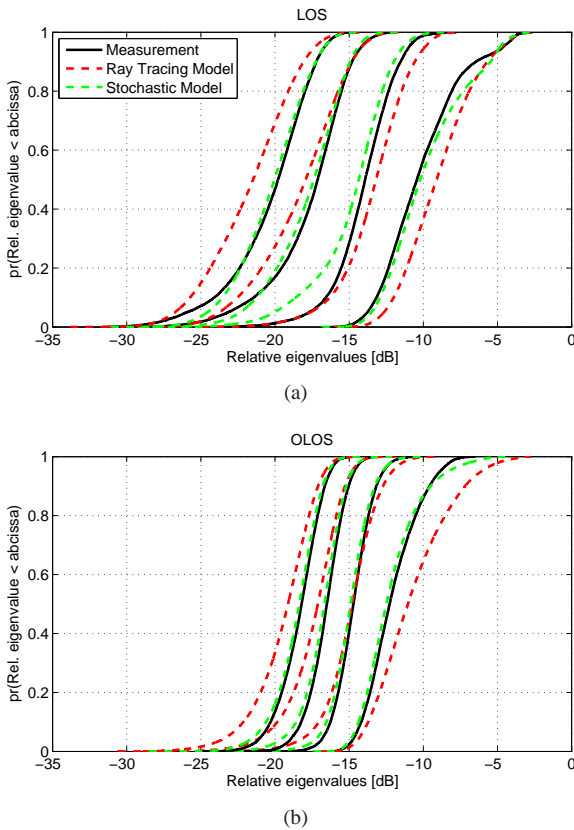 LOS
Measurement
Ray Tracing Model
Stochastic Model
pr(Rel. eigenvalue < abcissa)
1
0.8
0.6
0.4
0.2
0
−35 −30 −25 −20 −15 −10 −5 0
Relative eigenvalues [dB]
(a)
OLOS
pr(Rel. eigenvalue < abcissa)
1
0.8
0.6
0.4
0.2
0
−35 −30 −25 −20 −15 −10 −5 0
Relative eigenvalues [dB]
(b)